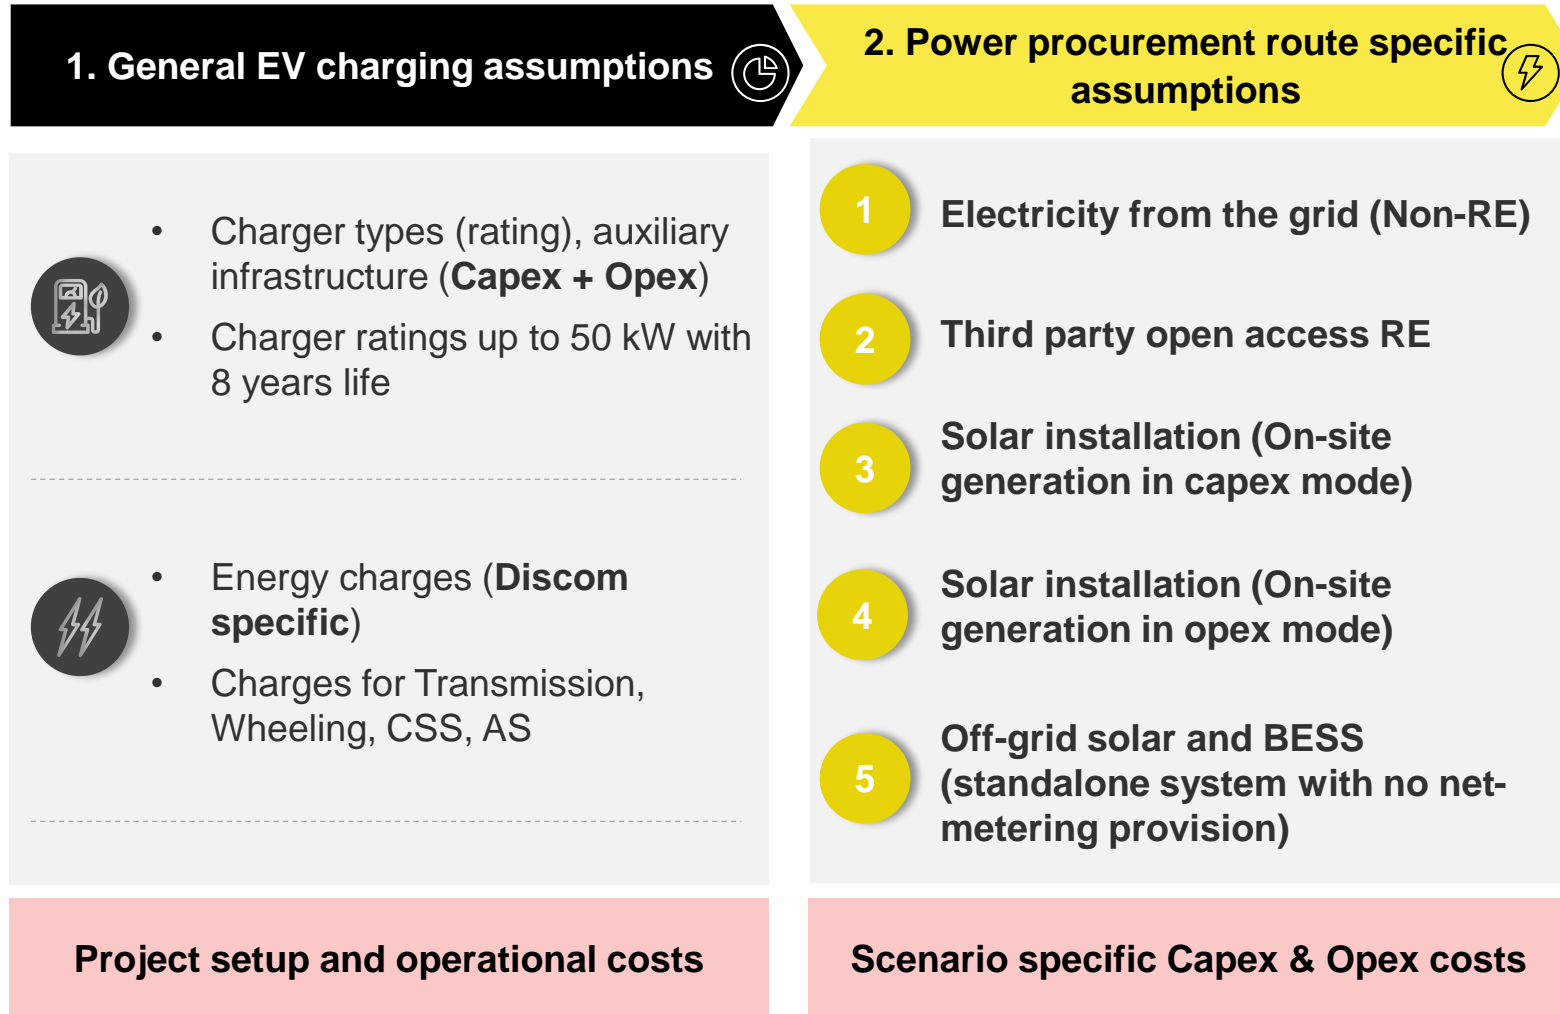 1. General EV charging assumptions
• Charger types (rating), auxiliary
infrastructure (Capex + Opex)
• Charger ratings up to 50 kW with
8 years life
• Energy charges (Discom
specific)
• Charges for Transmission,
Wheeling, CSS, AS
Project setup and operational costs
2. Power procurement route specific
assumptions
1 Electricity from the grid (Non-RE)
2 Third party open access RE
3 Solar installation (On-site
generation in capex mode)
4 Solar installation (On-site
generation in opex mode)
5 Off-grid solar and BESS
(standalone system with no net-
metering provision)
Scenario specific Capex & Opex costs